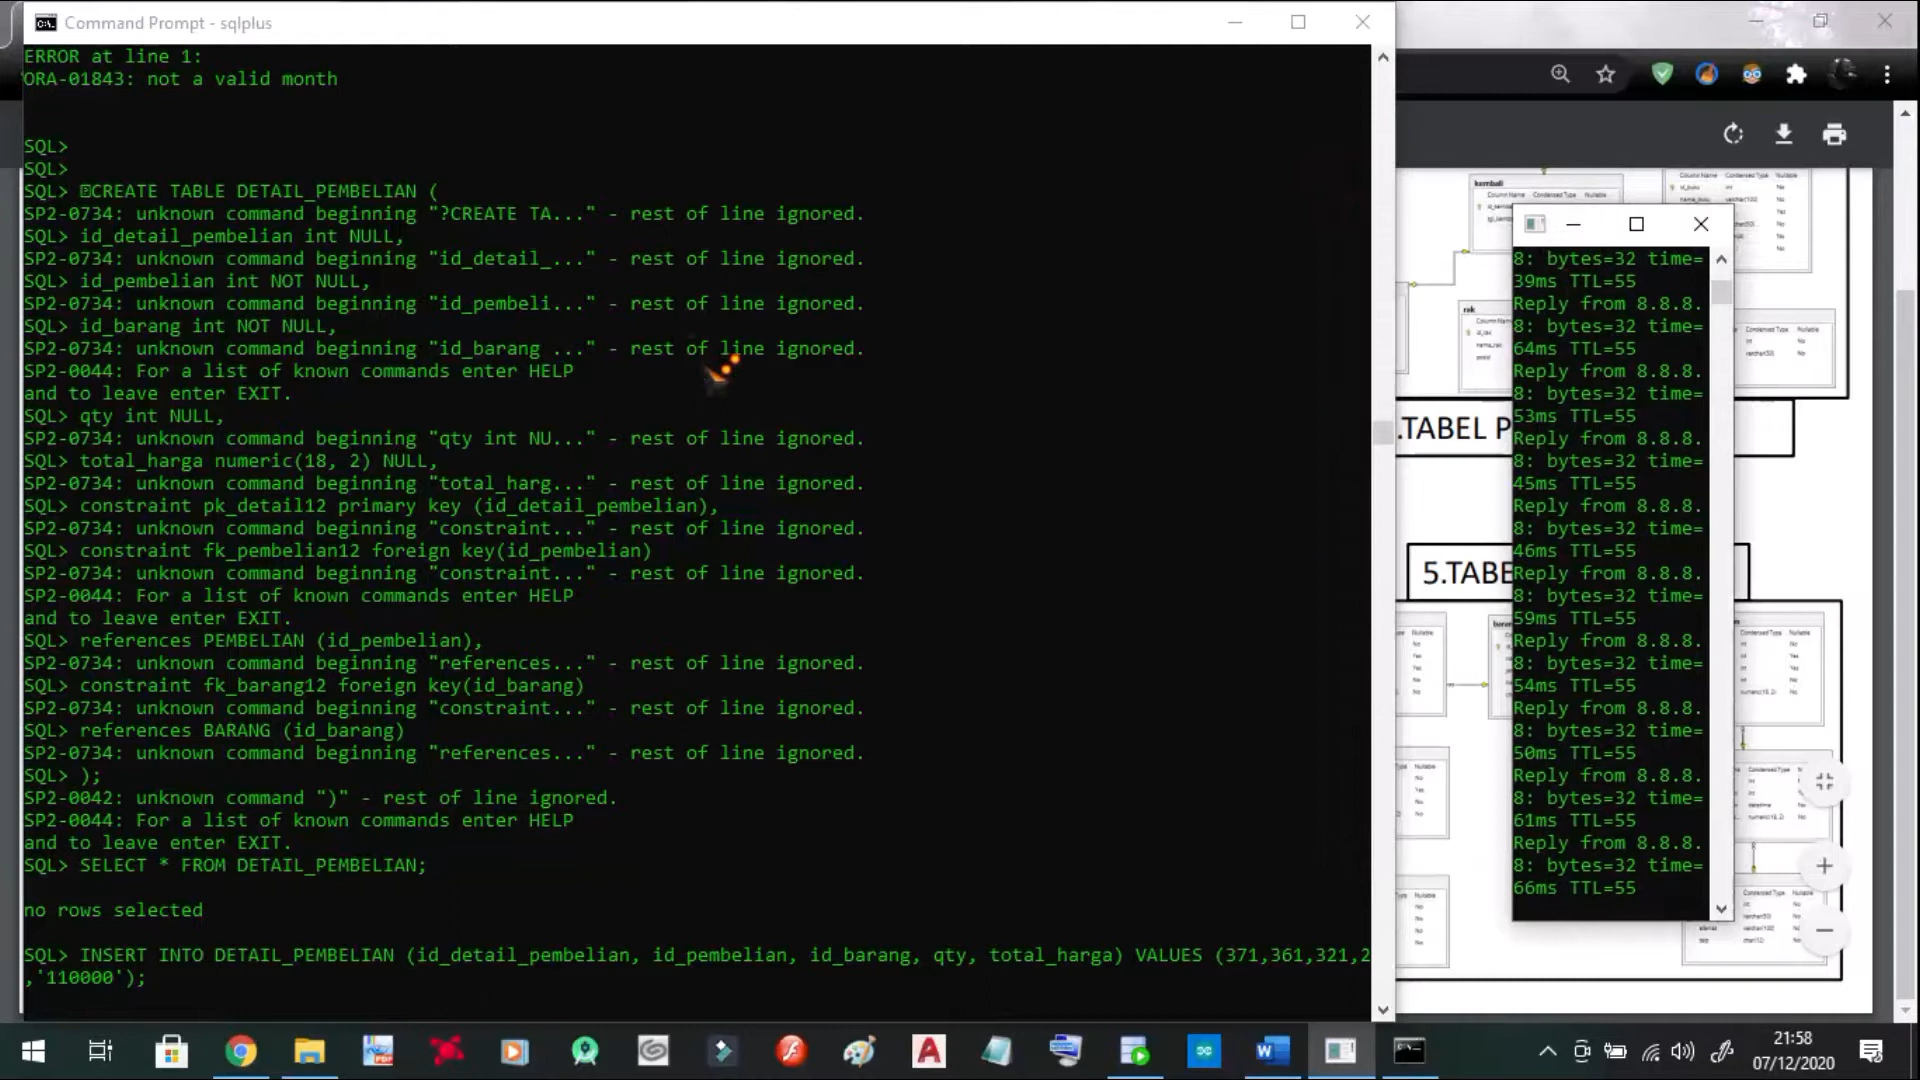 Command Prompt - sqlplus
ERROR at line 1:
ORA-01843: not a valid month
SQL>
SQL>
SQL> ⍰CREATE TABLE DETAIL_PEMBELIAN (
SP2-0734: unknown command beginning "?CREATE TA..." - rest of line ignored.
SQL> id_detail_pembelian int NULL,
SP2-0734: unknown command beginning "id_detail_..." - rest of line ignored.
SQL> id_pembelian int NOT NULL,
SP2-0734: unknown command beginning "id_pembeli..." - rest of line ignored.
SQL> id_barang int NOT NULL,
SP2-0734: unknown command beginning "id_barang ..." - rest of line ignored.
SP2-0044: For a list of known commands enter HELP
and to leave enter EXIT.
SQL> qty int NULL,
SP2-0734: unknown command beginning "qty int NU..." - rest of line ignored.
SQL> total_harga numeric(18, 2) NULL,
SP2-0734: unknown command beginning "total_harg..." - rest of line ignored.
SQL> constraint pk_detail12 primary key (id_detail_pembelian),
SP2-0734: unknown command beginning "constraint..." - rest of line ignored.
SQL> constraint fk_pembelian12 foreign key(id_pembelian)
SP2-0734: unknown command beginning "constraint..." - rest of line ignored.
SP2-0044: For a list of known commands enter HELP
and to leave enter EXIT.
SQL> references PEMBELIAN (id_pembelian),
SP2-0734: unknown command beginning "references..." - rest of line ignored.
SQL> constraint fk_barang12 foreign key(id_barang)
SP2-0734: unknown command beginning "constraint..." - rest of line ignored.
SQL> references BARANG (id_barang)
SP2-0734: unknown command beginning "references..." - rest of line ignored.
SQL> );
SP2-0042: unknown command ")" - rest of line ignored.
SP2-0044: For a list of known commands enter HELP
and to leave enter EXIT.
SQL> SELECT * FROM DETAIL_PEMBELIAN;
no rows selected
SQL> INSERT INTO DETAIL_PEMBELIAN (id_detail_pembelian, id_pembelian, id_barang, qty, total_harga) VALUES (371,361,321,2
,'110000');
8: bytes=32 time=
39ms TTL=55
Reply from 8.8.8.
8: bytes=32 time=
64ms TTL=55
Reply from 8.8.8.
8: bytes=32 time=
53ms TTL=55
Reply from 8.8.8.
8: bytes=32 time=
45ms TTL=55
Reply from 8.8.8.
8: bytes=32 time=
46ms TTL=55
Reply from 8.8.8.
8: bytes=32 time=
59ms TTL=55
Reply from 8.8.8.
8: bytes=32 time=
54ms TTL=55
Reply from 8.8.8.
8: bytes=32 time=
50ms TTL=55
Reply from 8.8.8.
8: bytes=32 time=
61ms TTL=55
Reply from 8.8.8.
8: bytes=32 time=
66ms TTL=55
.TABEL P
5.TABE
kembali
rak
21:58
07/12/2020